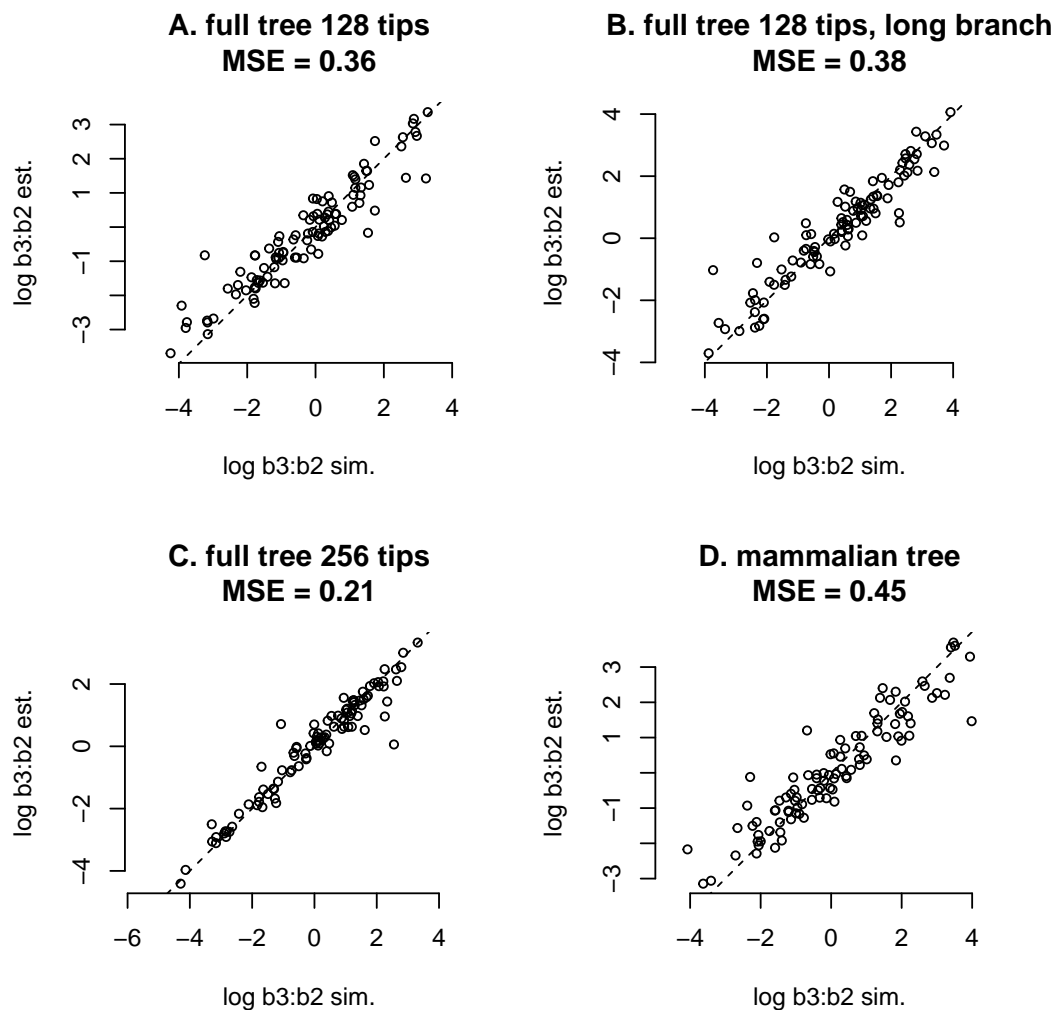 A. full tree 128 tips
MSE = 0.36
log b3:b2 est.
3
1
−1
−3
−4 −2 0 2 4
log b3:b2 sim.
B. full tree 128 tips, long branch
MSE = 0.38
log b3:b2 est.
4
2
0
−2
−4
−4 −2 0 2 4
log b3:b2 sim.
C. full tree 256 tips
MSE = 0.21
log b3:b2 est.
2
0
−2
−4
−6 −4 −2 0 2 4
log b3:b2 sim.
D. mammalian tree
MSE = 0.45
log b3:b2 est.
3
1
−1
−3
−4 −2 0 2 4
log b3:b2 sim.